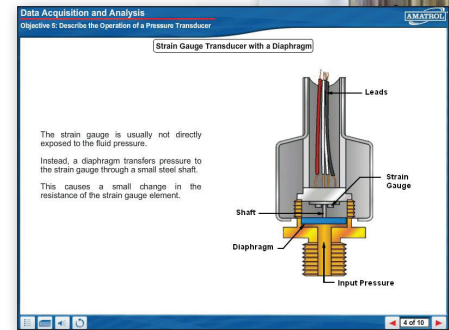 Data Acquisition and Analysis
Objective 5: Describe the Operation of a Pressure Transducer
AMATROL
Strain Gauge Transducer with a Diaphragm
The strain gauge is usually not directly
exposed to the fluid pressure.
Instead, a diaphragm transfers pressure to
the strain gauge through a small steel shaft.
This causes a small change in the
resistance of the strain gauge element.
Leads
Strain
Gauge
Shaft
Diaphragm
Input Pressure
4 of 10